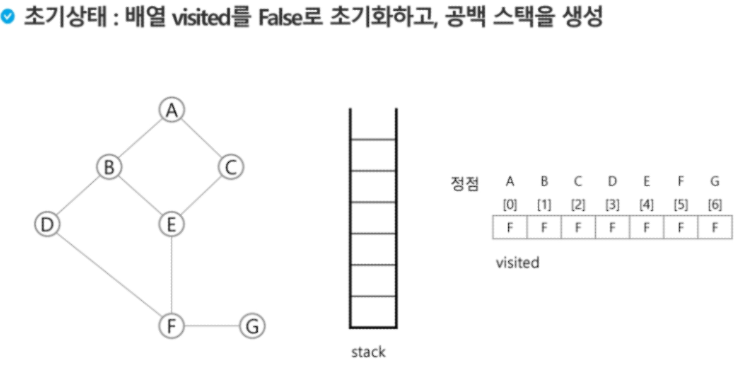 초기상태 : 배열 visited를 False로 초기화하고, 공백 스택을 생성
A
B
C
D
E
F
G
stack
정점 A B C D E F G
[0] [1] [2] [3] [4] [5] [6]
F F F F F F F
visited